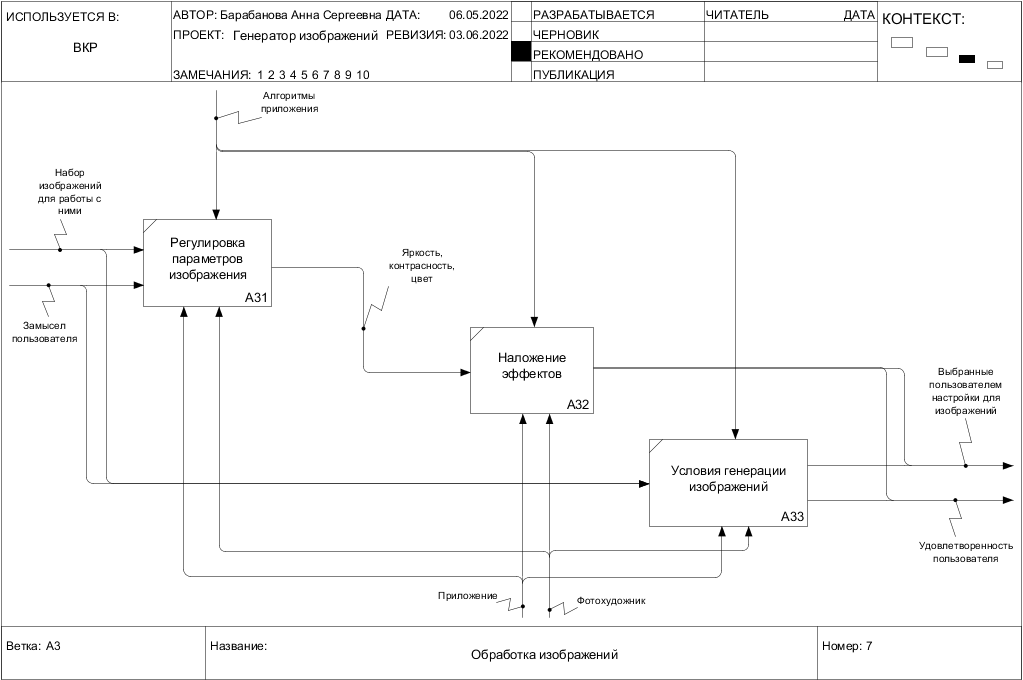 ИСПОЛЬЗУЕТСЯ В:
ВКР
АВТОР: Барабанова Анна Сергеевна ДАТА: 06.05.2022
ПРОЕКТ: Генератор изображений РЕВИЗИЯ: 03.06.2022
ЗАМЕЧАНИЯ: 1 2 3 4 5 6 7 8 9 10
РАЗРАБАТЫВАЕТСЯ
ЧЕРНОВИК
РЕКОМЕНДОВАНО
ПУБЛИКАЦИЯ
ЧИТАТЕЛЬ ДАТА
КОНТЕКСТ:
Алгоритмы
приложения
Набор
изображений
для работы с
ними
Регулировка
параметров
изображения
A31
Яркость,
контрасность,
цвет
Замысел
пользователя
Наложение
эффектов
A32
Выбранные
пользователем
настройки для
изображений
Условия генерации
изображений
A33
Удовлетворенность
пользователя
Приложение
Фотохудожник
Ветка: A3
Название:
Обработка изображений
Номер: 7